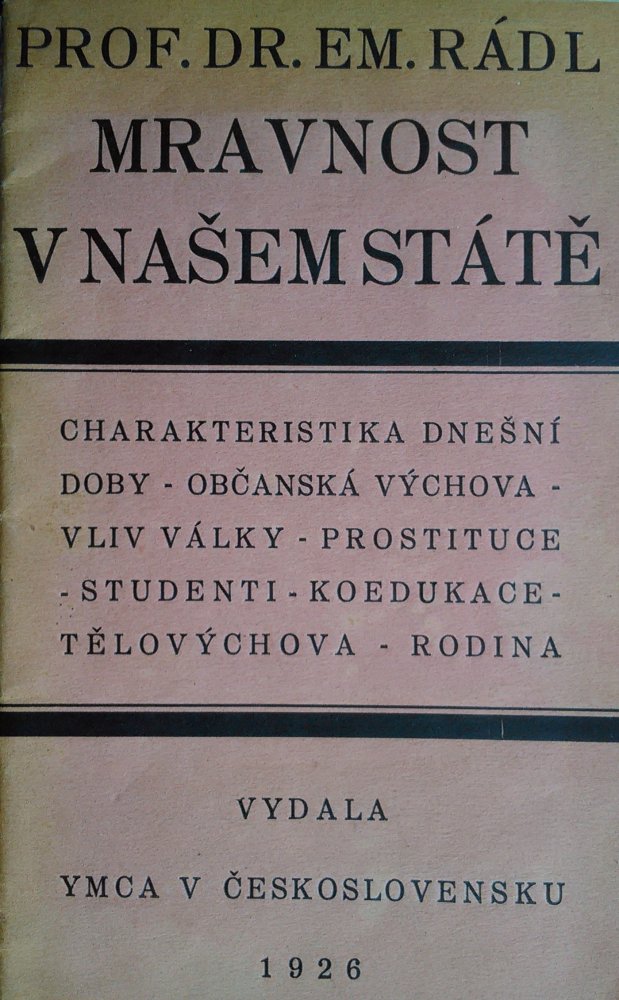 PROF. DR. EM. RÁDL
MRAVNOST
V NAŠEM STÁTĚ
CHARAKTERISTIKA DNEŠNÍ
DOBY - OBČANSKÁ VÝCHOVA -
VLIV VÁLKY - PROSTITUCE
- STUDENTI - KOEDUKACE -
TĚLOVÝCHOVA - RODINA
VYDALA
YMCA V ČESKOSLOVENSKU
1926